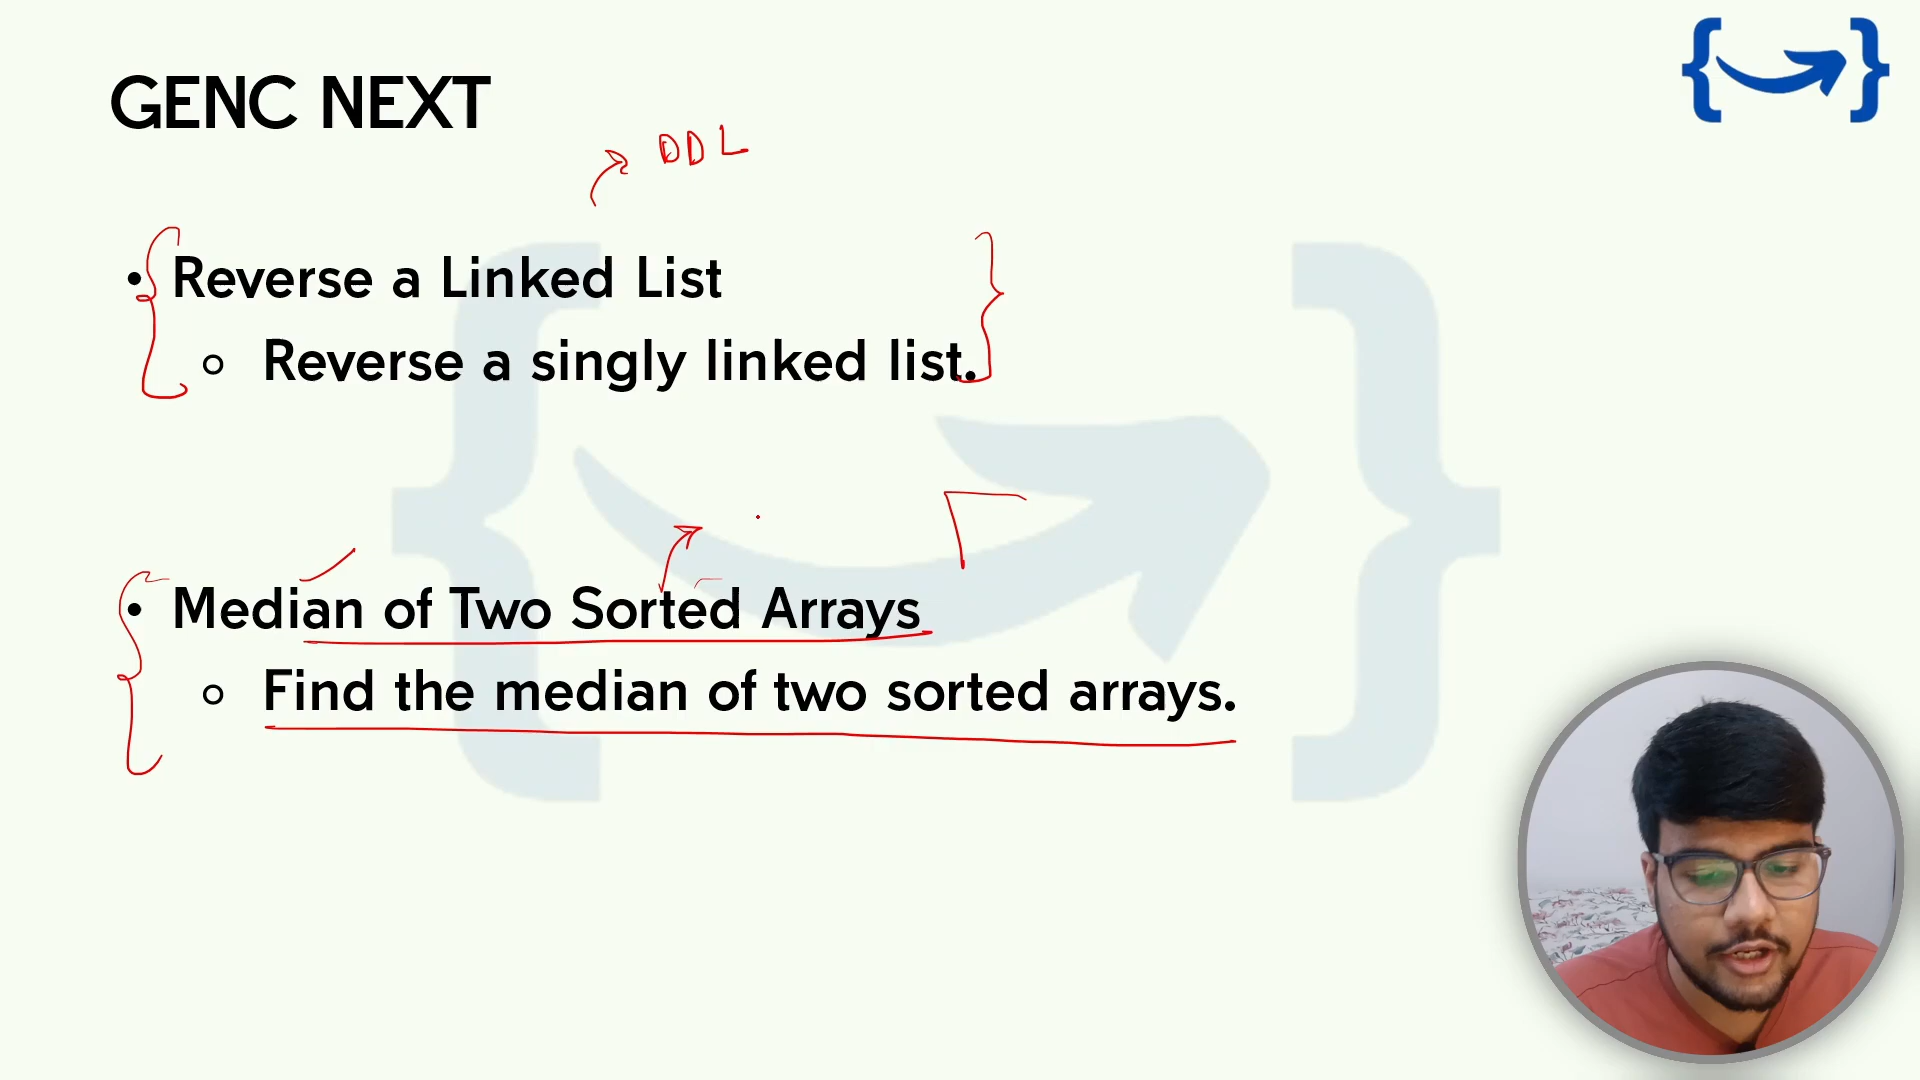 GENC NEXT
DDL
• Reverse a Linked List
○ Reverse a singly linked list.
• Median of Two Sorted Arrays
○ Find the median of two sorted arrays.